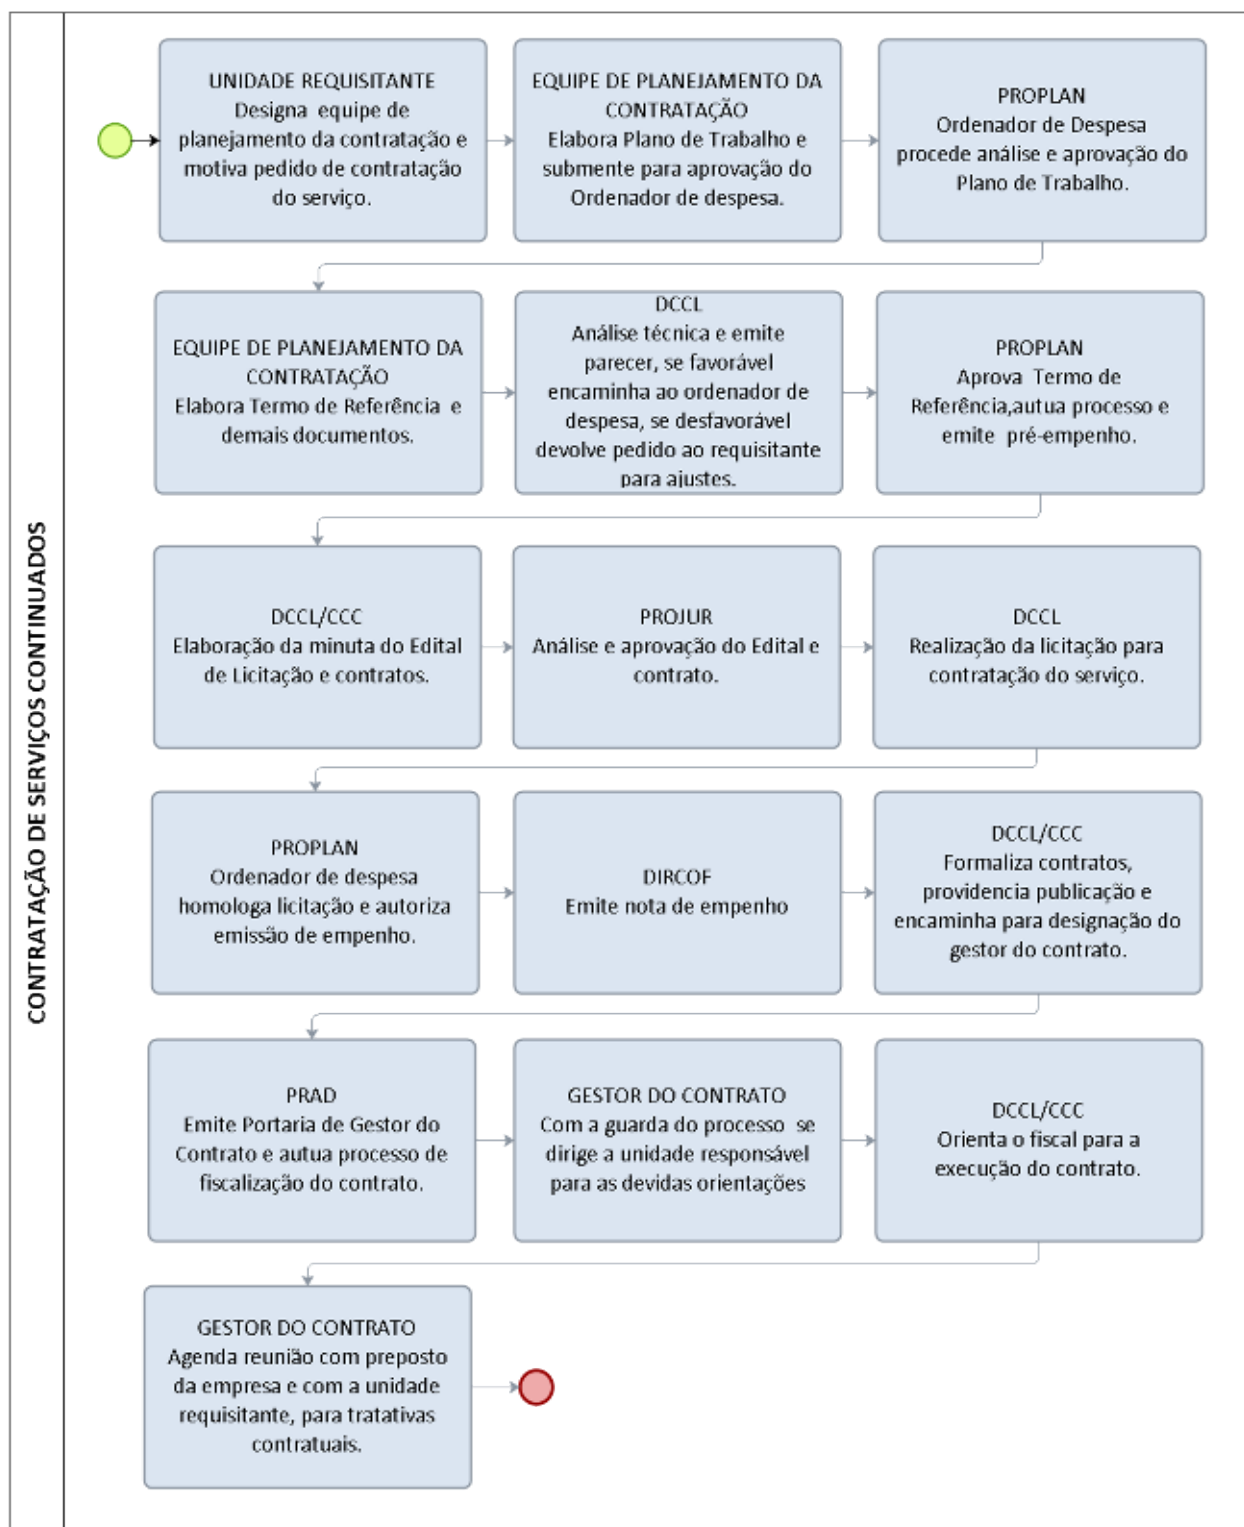 CONTRATAÇÃO DE SERVIÇOS CONTINUADOS
UNIDADE REQUISITANTE
Designa equipe de
planejamento da contratação e
motiva pedido de contratação
do serviço.
EQUIPE DE PLANEJAMENTO DA
CONTRATAÇÃO
Elabora Plano de Trabalho e
submente para aprovação do
Ordenador de despesa.
PROPLAN
Ordenador de Despesa
procede análise e aprovação do
Plano de Trabalho.
EQUIPE DE PLANEJAMENTO DA
CONTRATAÇÃO
Elabora Termo de Referência e
demais documentos.
DCCL
Análise técnica e emite
parecer, se favorável
encaminha ao ordenador de
despesa, se desfavorável
devolve pedido ao requisitante
para ajustes.
PROPLAN
Aprova Termo de
Referência,autua processo e
emite pré-empenho.
DCCL/CCC
Elaboração da minuta do Edital
de Licitação e contratos.
PROJUR
Análise e aprovação do Edital e
contrato.
DCCL
Realização da licitação para
contratação do serviço.
PROPLAN
Ordenador de despesa
homologa licitação e autoriza
emissão de empenho.
DIRCOF
Emite nota de empenho
DCCL/CCC
Formaliza contratos,
providencia publicação e
encaminha para designação do
gestor do contrato.
PRAD
Emite Portaria de Gestor do
Contrato e autua processo de
fiscalização do contrato.
GESTOR DO CONTRATO
Com a guarda do processo se
dirige a unidade responsável
para as devidas orientações
DCCL/CCC
Orienta o fiscal para a
execução do contrato.
GESTOR DO CONTRATO
Agenda reunião com preposto
da empresa e com a unidade
requisitante, para tratativas
contratuais.